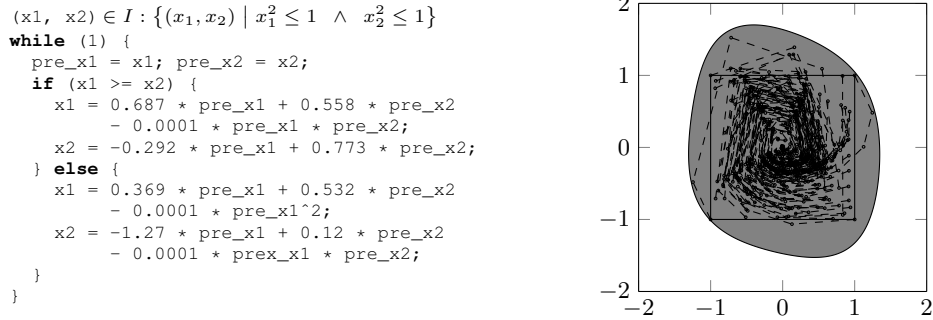 (x1, x2) ∈ I : {(x₁, x₂) | x₁² ≤ 1 ∧ x₂² ≤ 1}
while (1) {
pre_x1 = x1; pre_x2 = x2;
if (x1 >= x2) {
x1 = 0.687 * pre_x1 + 0.558 * pre_x2
- 0.0001 * pre_x1 * pre_x2;
x2 = -0.292 * pre_x1 + 0.773 * pre_x2;
} else {
x1 = 0.369 * pre_x1 + 0.532 * pre_x2
- 0.0001 * pre_x1^2;
x2 = -1.27 * pre_x1 + 0.12 * pre_x2
- 0.0001 * prex_x1 * pre_x2;
}
}
2
1
0
−1
−2
−2 −1 0 1 2